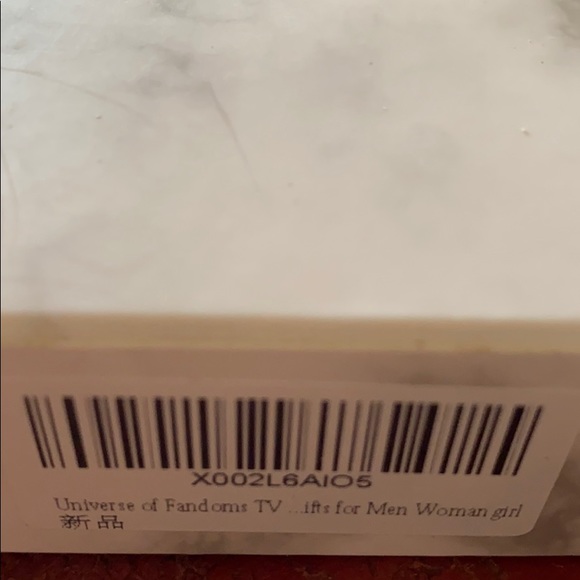 X002L6AIO5
Universe of Fandoms TV ...ifts for Men Woman girl
新品